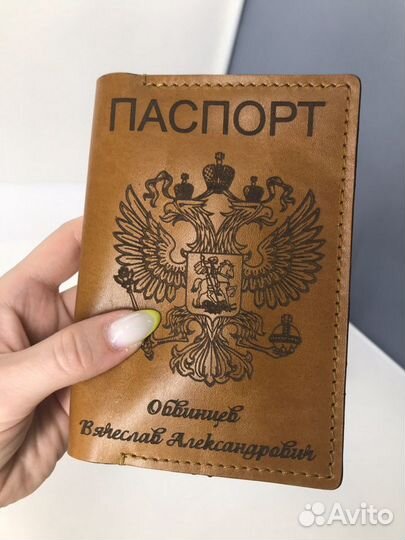 ПАСПОРТ
Обвинцев
Вячеслав Александрович
Avito